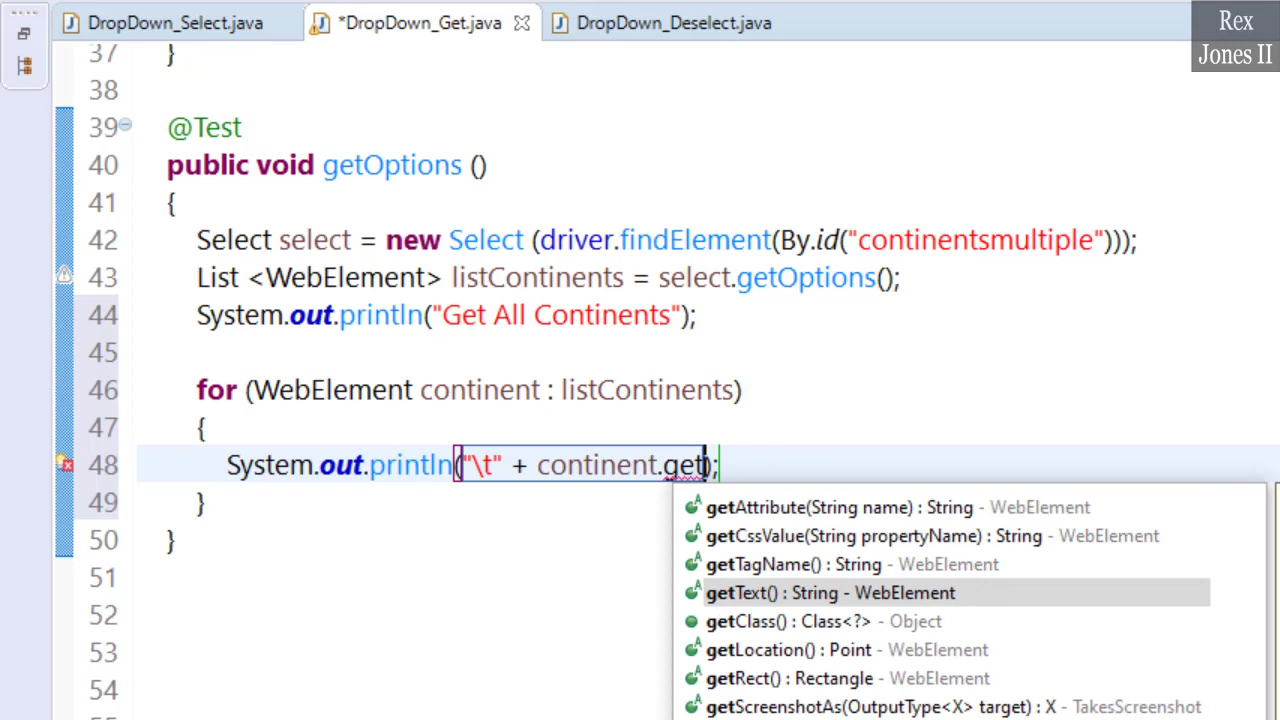 DropDown_Select.java
*DropDown_Get.java
DropDown_Deselect.java
Rex
Jones II
37 }
38
39 @Test
40 public void getOptions ()
41 {
42 Select select = new Select (driver.findElement(By.id("continentsmultiple")));
43 List <WebElement> listContinents = select.getOptions();
44 System.out.println("Get All Continents");
45
46 for (WebElement continent : listContinents)
47 {
48 System.out.println("\t" + continent.get);
49 }
50 }
51
52
53
54
getAttribute(String name) : String - WebElement
getCssValue(String propertyName) : String - WebElement
getTagName() : String - WebElement
getText() : String - WebElement
getClass() : Class<?> - Object
getLocation() : Point - WebElement
getRect() : Rectangle - WebElement
getScreenshotAs(OutputType<X> target) : X - TakesScreenshot